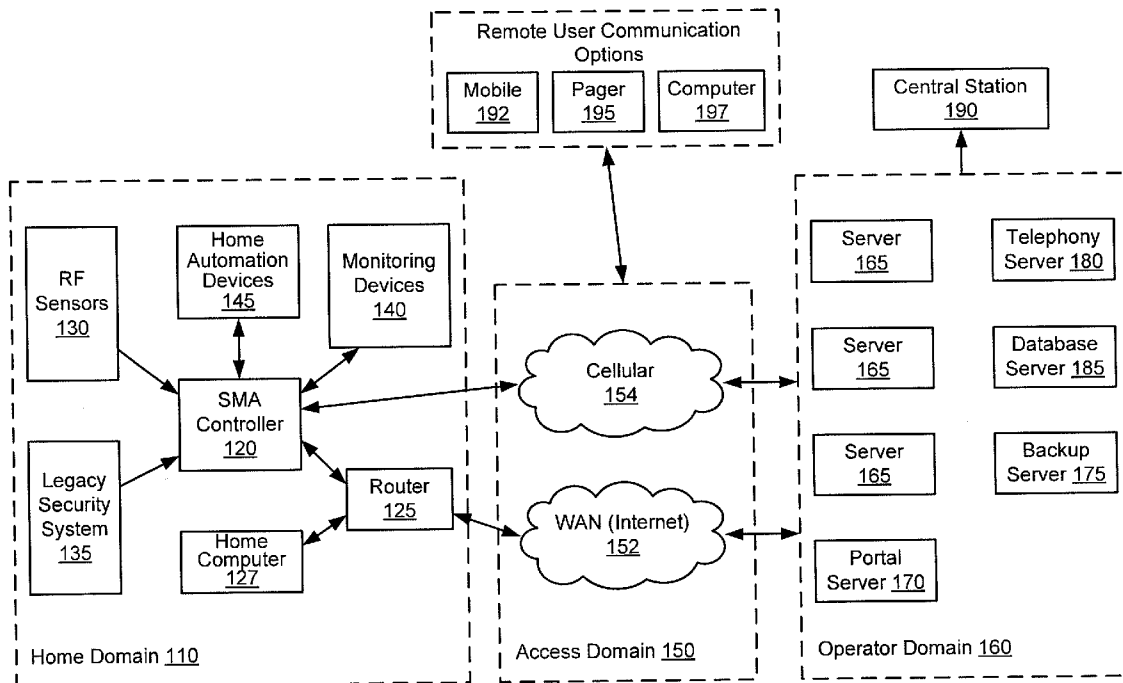 Remote User Communication
Options
Mobile
192
Pager
195
Computer
197
Central Station
190
RF
Sensors
130
Home
Automation
Devices
145
Monitoring
Devices
140
SMA
Controller
120
Legacy
Security
System
135
Router
125
Home
Computer
127
Home Domain 110
Cellular
154
WAN (Internet)
152
Access Domain 150
Server
165
Telephony
Server 180
Server
165
Database
Server 185
Server
165
Backup
Server 175
Portal
Server 170
Operator Domain 160